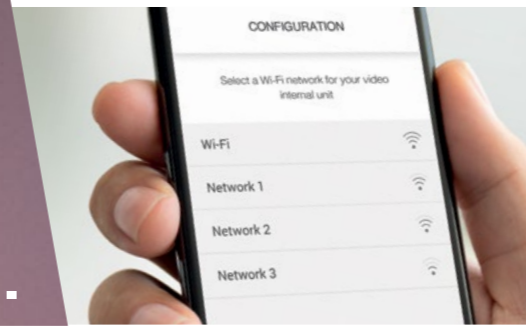 CONFIGURATION
Select a Wi-Fi network for your video
internal unit
Wi-Fi
Network 1
Network 2
Network 3